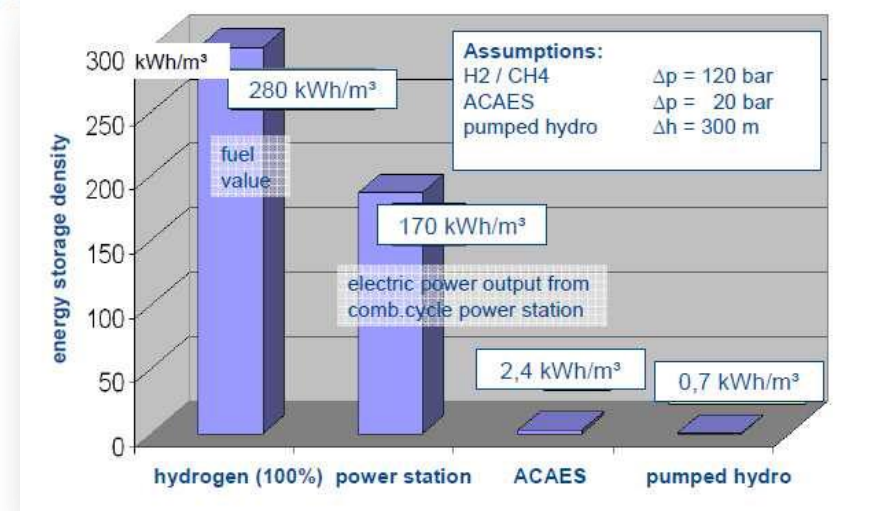 300 kWh/m³
250
200
150
100
50
0
energy storage density
280 kWh/m³
fuel
value
170 kWh/m³
electric power output from
comb.cycle power station
2,4 kWh/m³
0,7 kWh/m³
Assumptions:
H2 / CH4 Δp = 120 bar
ACAES Δp = 20 bar
pumped hydro Δh = 300 m
hydrogen (100%) power station ACAES pumped hydro